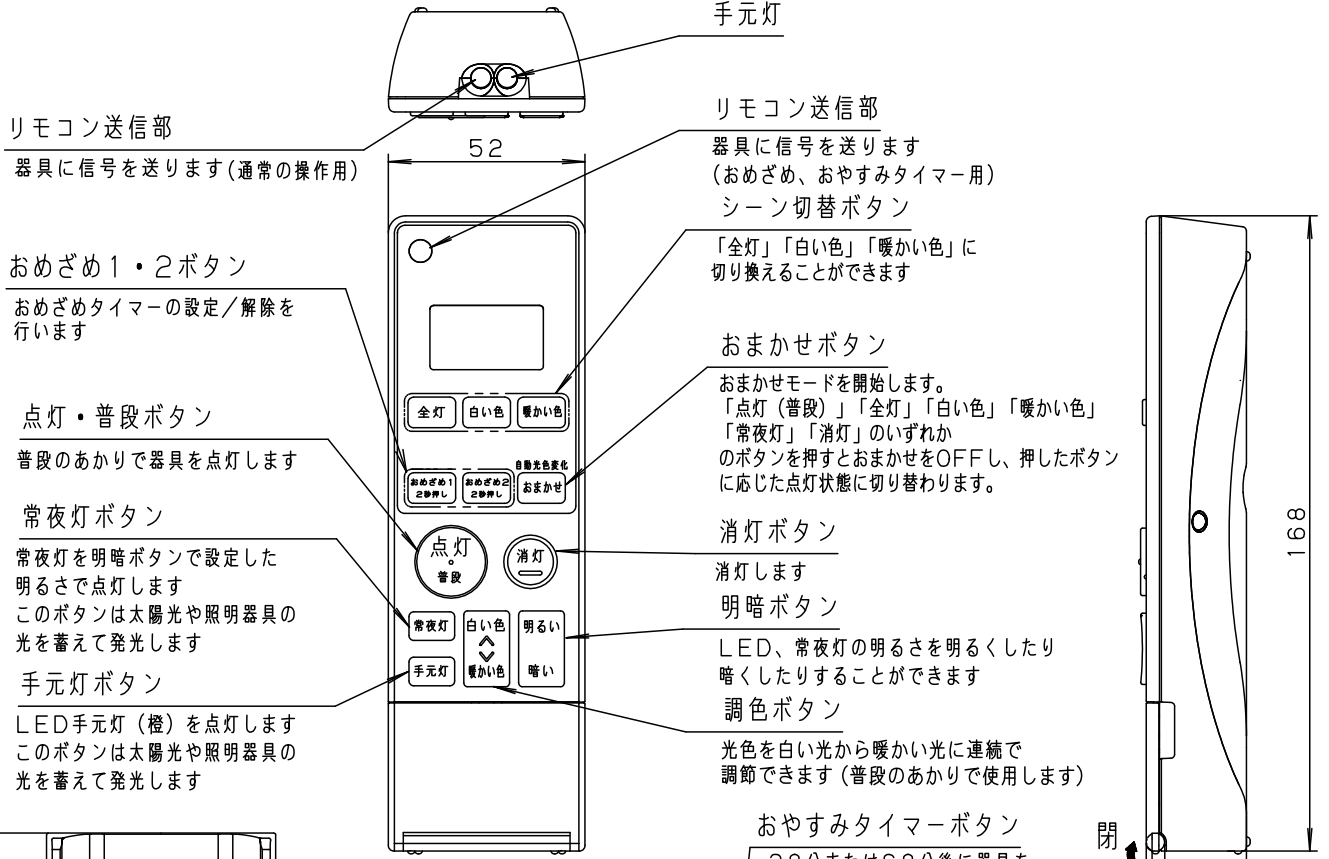 手元灯
リモコン送信部
器具に信号を送ります(通常の操作用)
52
リモコン送信部
器具に信号を送ります
(おめざめ、おやすみタイマー用)
シーン切替ボタン
「全灯」「白い色」「暖かい色」に
切り換えることができます
おめざめ1・2ボタン
おめざめタイマーの設定/解除を
行います
おまかせボタン
おまかせモードを開始します。
「点灯(普段)」「全灯」「白い色」「暖かい色」
「常夜灯」「消灯」のいずれか
のボタンを押すとおまかせをOFFし、押したボタン
に応じた点灯状態に切り替わります。
全灯
白い色
暖かい色
点灯・普段ボタン
普段のあかりで器具を点灯します
自動光色変化
おめざめ1
2秒押し
おめざめ2
2秒押し
おまかせ
常夜灯ボタン
常夜灯を明暗ボタンで設定した
明るさで点灯します
このボタンは太陽光や照明器具の
光を蓄えて発光します
点灯
・
普段
消灯
消灯ボタン
消灯します
明暗ボタン
LED、常夜灯の明るさを明るくしたり
暗くしたりすることができます
168
常夜灯
白い色
明るい
手元灯
暖かい色
暗い
手元灯ボタン
LED手元灯(橙)を点灯します
このボタンは太陽光や照明器具の
光を蓄えて発光します
調色ボタン
光色を白い光から暖かい光に連続で
調節できます(普段のあかりで使用します)
おやすみタイマーボタン
閉